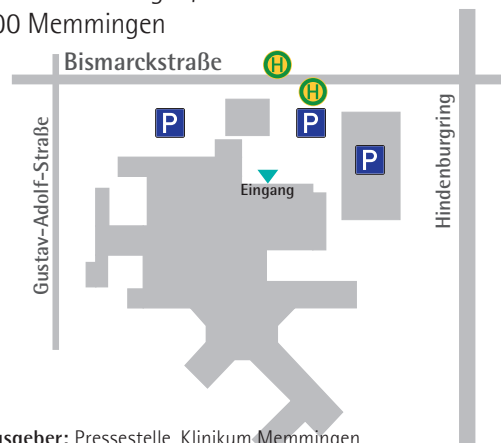 00 Memmingen
Bismarckstraße
H
H
P
P
P
Eingang
Gustav-Adolf-Straße
Hindenburgring
usgeber: Pressestelle, Klinikum Memmingen